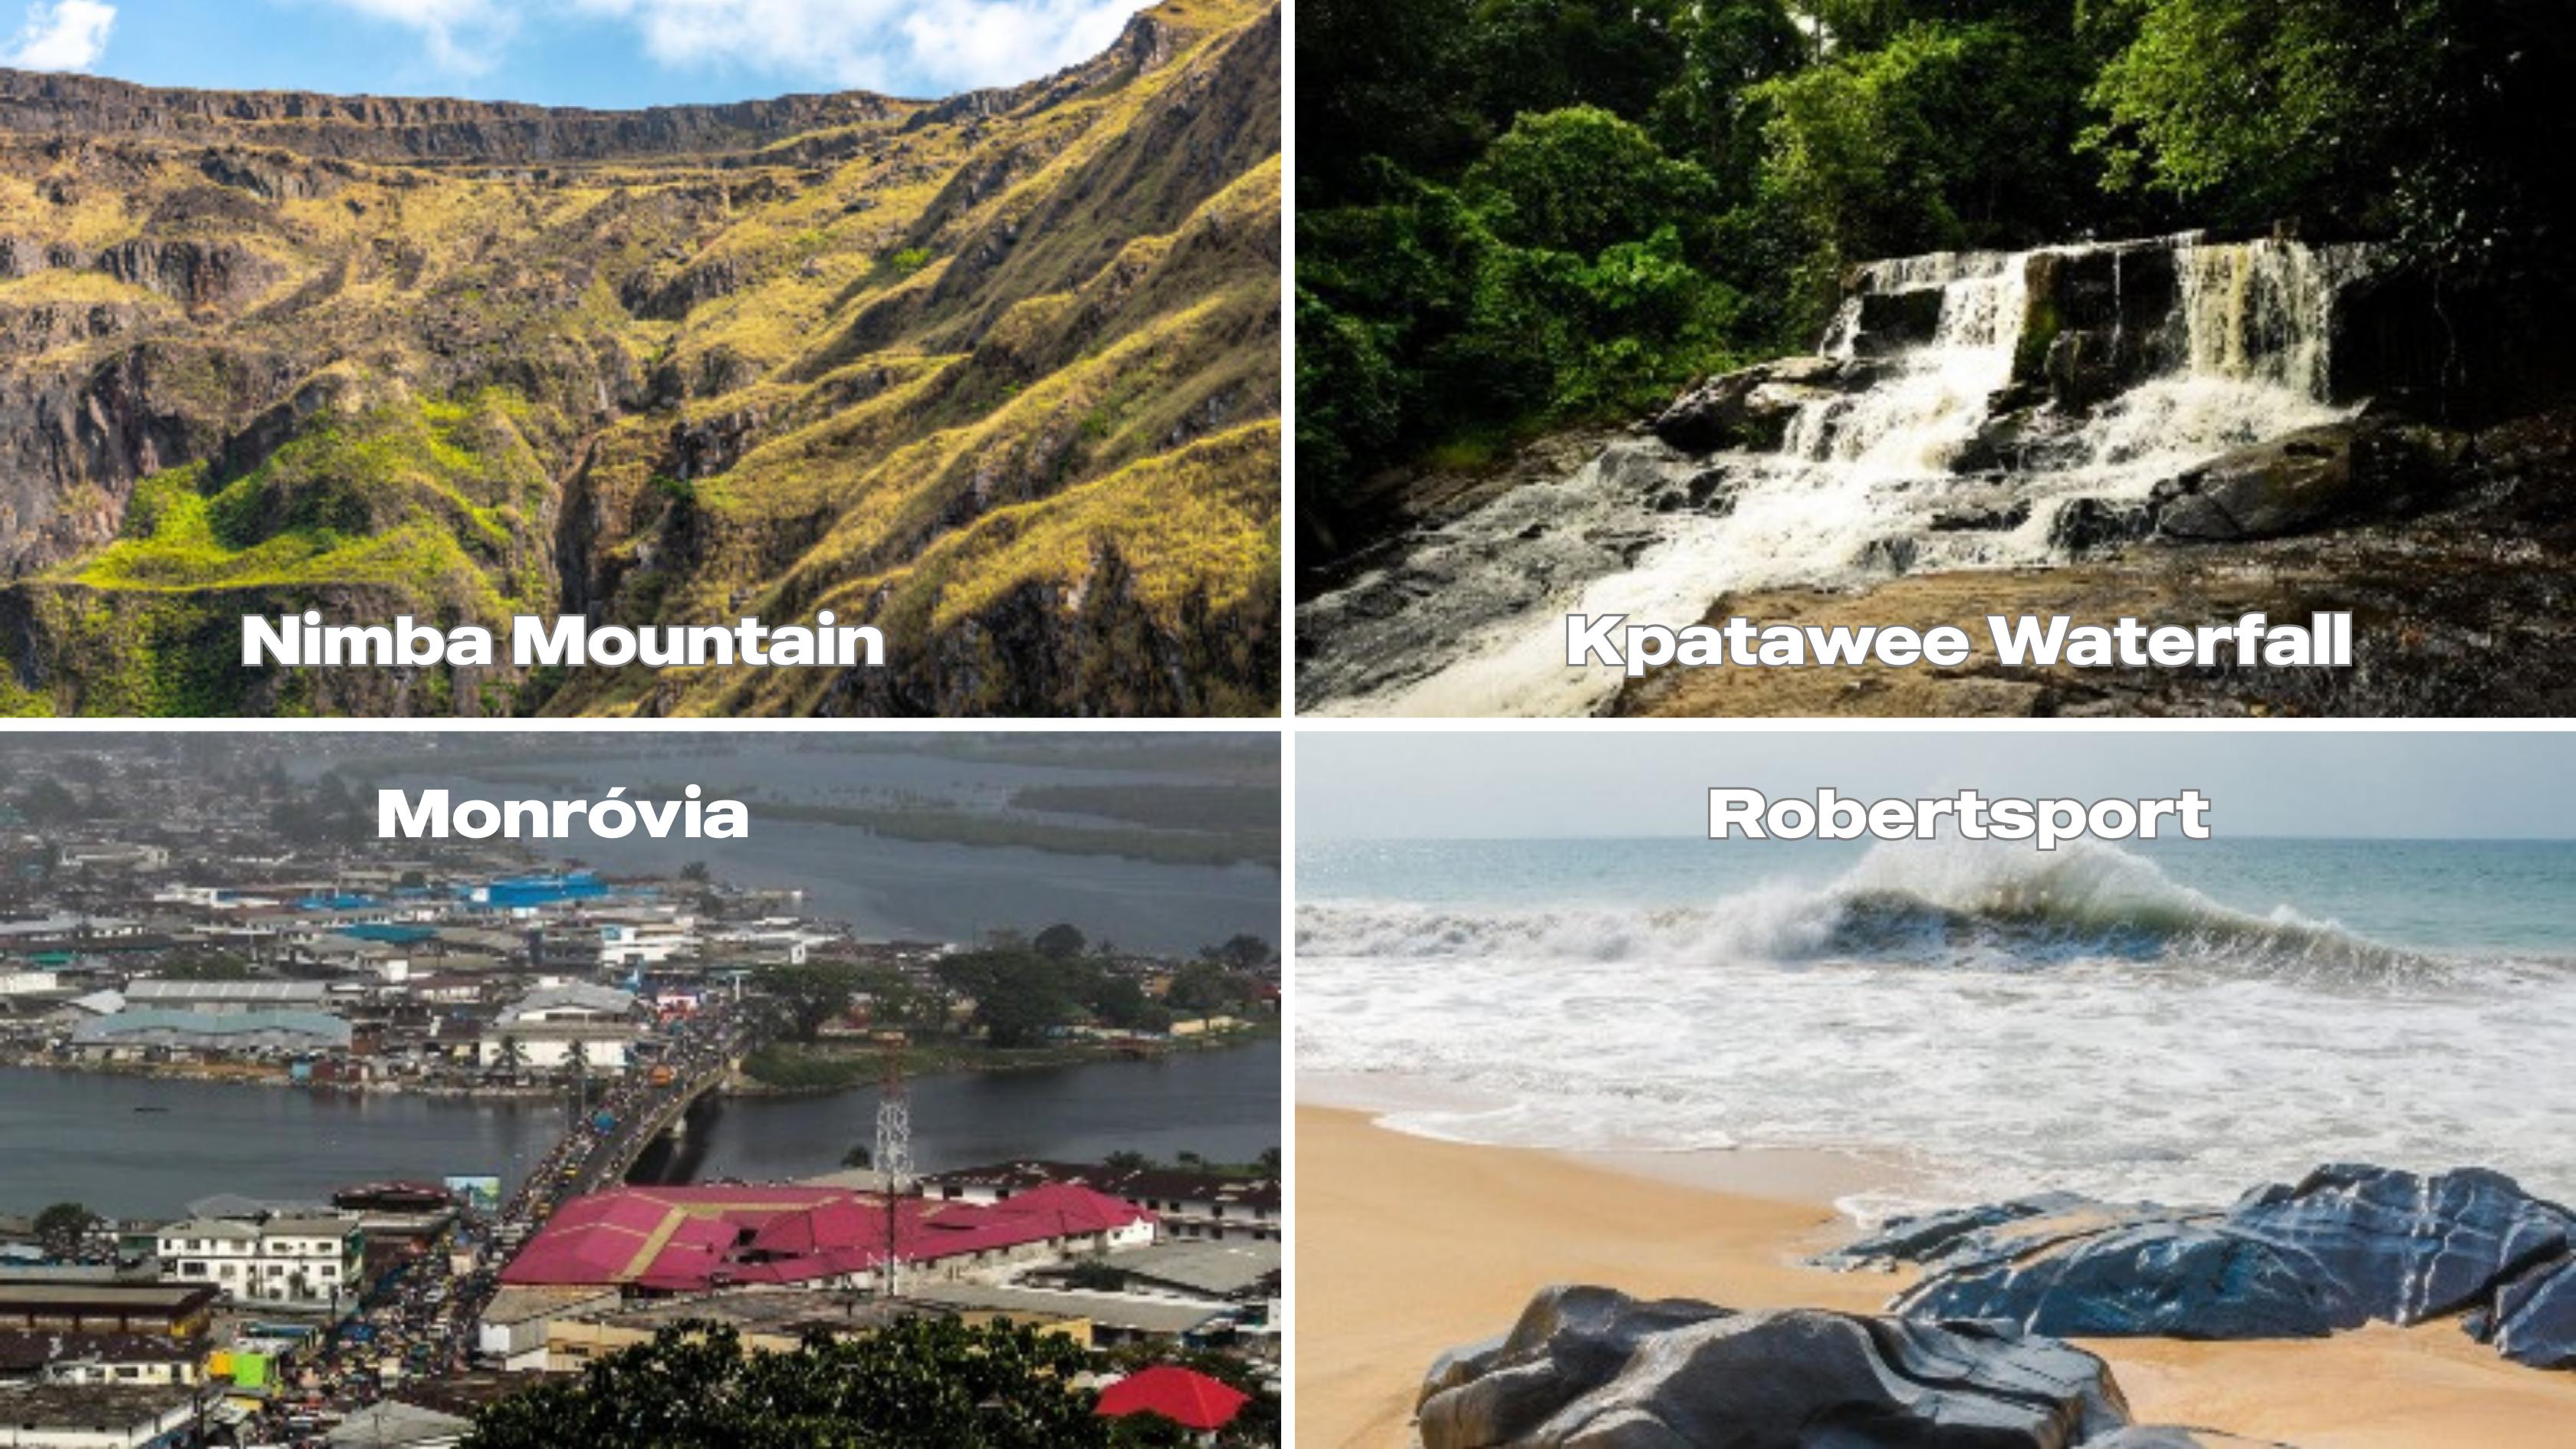 Nimba Mountain
Kpatawee Waterfall
Monróvia
Robertsport